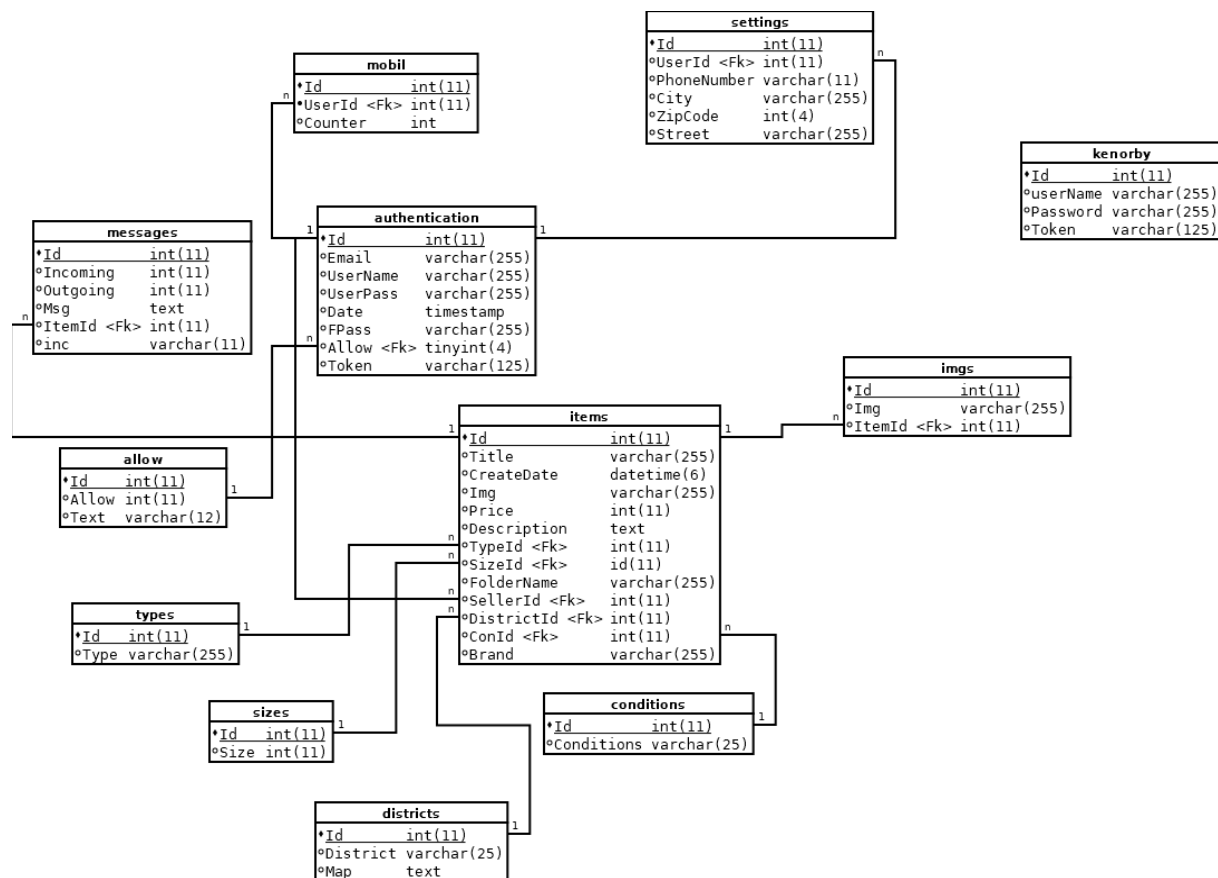 settings
Id int(11)
UserId <Fk> int(11)
PhoneNumber varchar(11)
City varchar(255)
ZipCode int(4)
Street varchar(255)
n
mobil
Id int(11)
UserId <Fk> int(11)
Counter int
n
kenorby
Id int(11)
userName varchar(255)
Password varchar(255)
Token varchar(125)
authentication
Id int(11)
Email varchar(255)
UserName varchar(255)
UserPass varchar(255)
Date timestamp
FPass varchar(255)
Allow <Fk> tinyint(4)
Token varchar(125)
1
1
n
messages
Id int(11)
Incoming int(11)
Outgoing int(11)
Msg text
ItemId <Fk> int(11)
inc varchar(11)
n
imgs
Id int(11)
Img varchar(255)
ItemId <Fk> int(11)
n
items
Id int(11)
Title varchar(255)
CreateDate datetime(6)
Img varchar(255)
Price int(11)
Description text
TypeId <Fk> int(11)
SizeId <Fk> id(11)
FolderName varchar(255)
SellerId <Fk> int(11)
DistrictId <Fk> int(11)
ConId <Fk> int(11)
Brand varchar(255)
1
1
n
n
n
n
n
allow
Id int(11)
Allow int(11)
Text varchar(12)
1
types
Id int(11)
Type varchar(255)
1
sizes
Id int(11)
Size int(11)
1
conditions
Id int(11)
Conditions varchar(25)
1
districts
Id int(11)
District varchar(25)
Map text
1